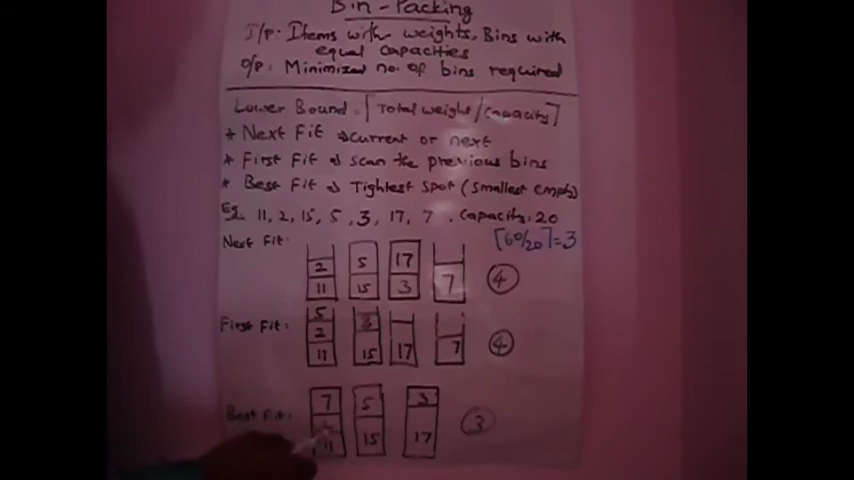 Bin-Packing
I/p: Items with weights. Bins with
equal capacities
O/p: Minimized no. of bins required
Lower Bound: ⌈Total weight/capacity⌉
* Next Fit → current or next
* First Fit → scan the previous bins
* Best Fit → Tightest spot (smallest empty)
Eg. 11, 2, 15, 5, 3, 17, 7. capacity: 20
⌈60/20⌉=3
Next Fit:
2 5 17
11 15 3 7 4
First Fit:
5 3
2
11 15 17 7 4
Best Fit:
7 5 3
11 15 17 3